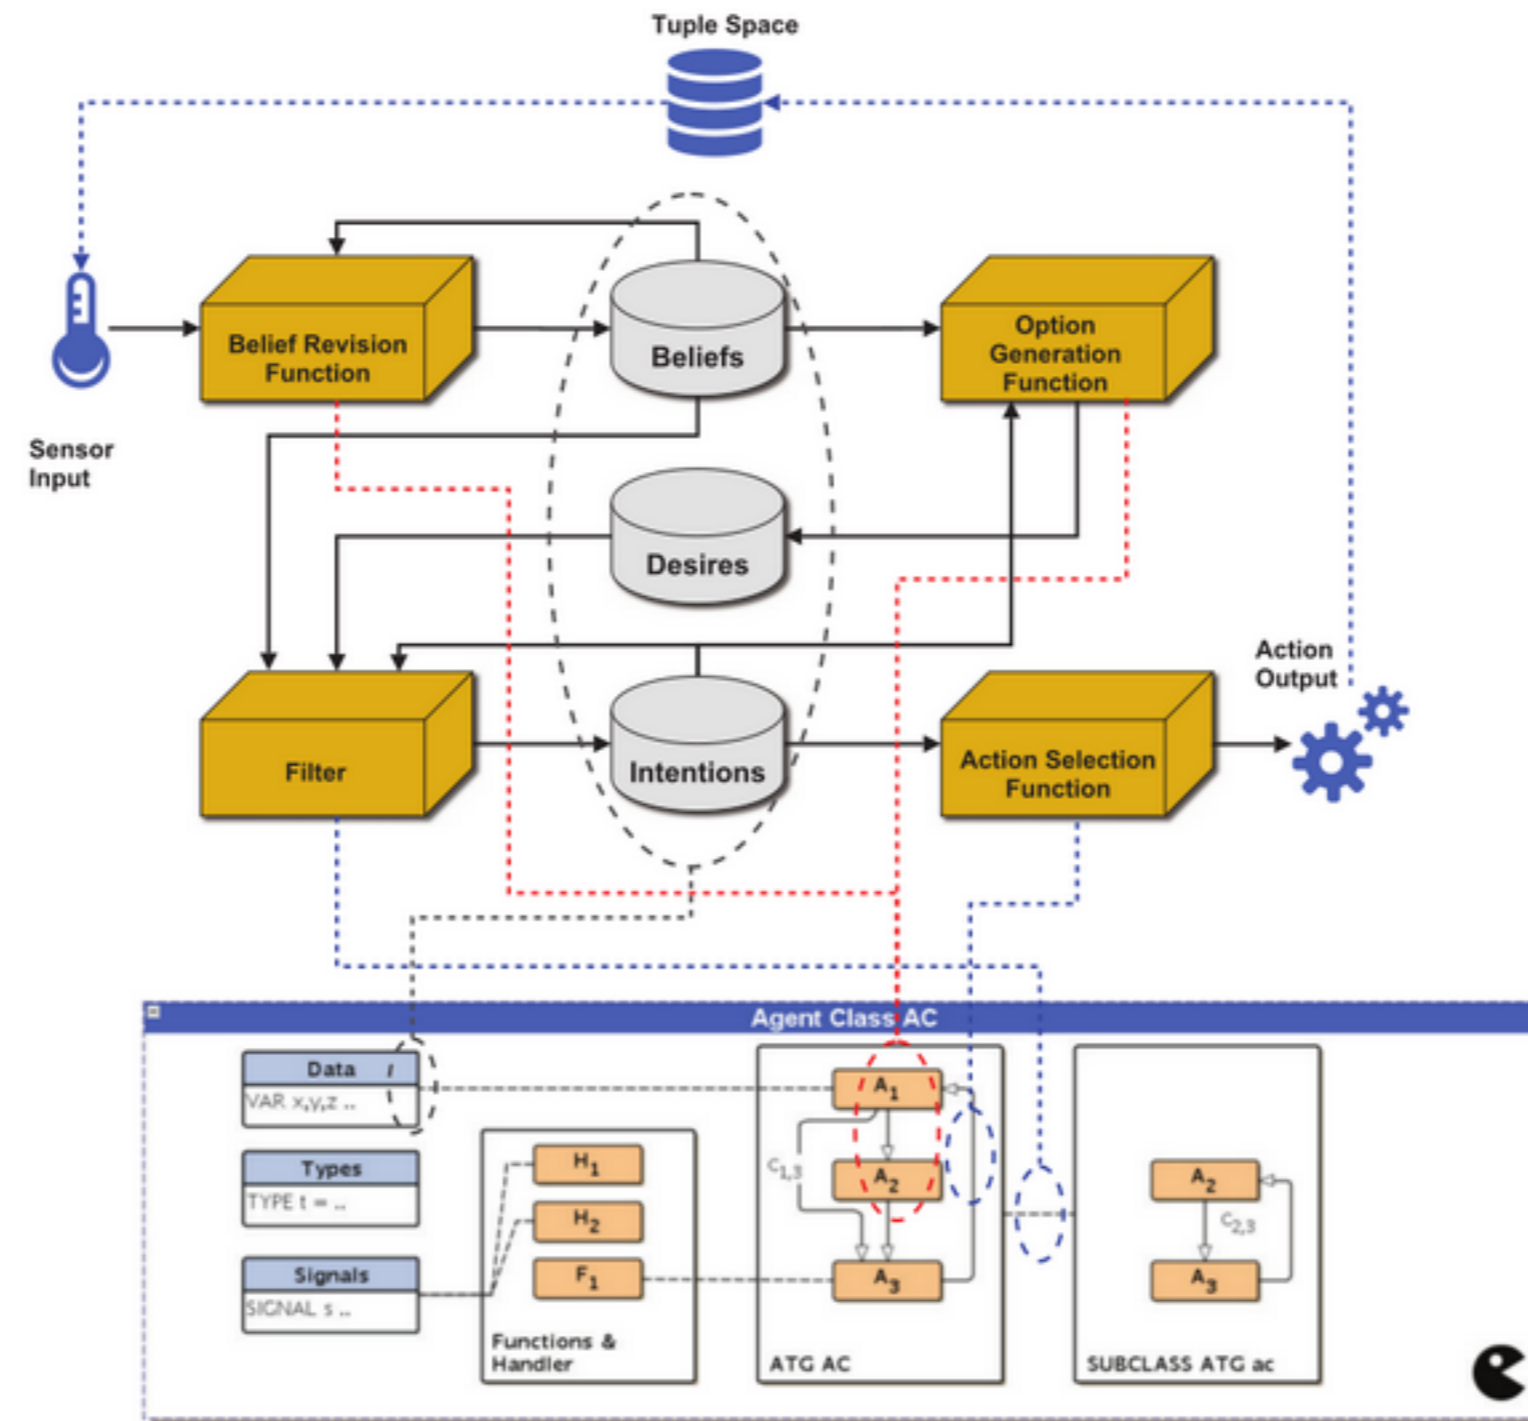 Tuple Space
Belief Revision
Function
Beliefs
Option
Generation
Function
Sensor
Input
Desires
Action
Output
Filter
Intentions
Action Selection
Function
Agent Class AC
Data
VAR x,y,z ..
Types
TYPE t = ..
Signals
SIGNAL s ..
H1
H2
F1
Functions &
Handler
A1
C1,3
A2
A3
ATG AC
A2
C2,3
A3
SUBCLASS ATG ac